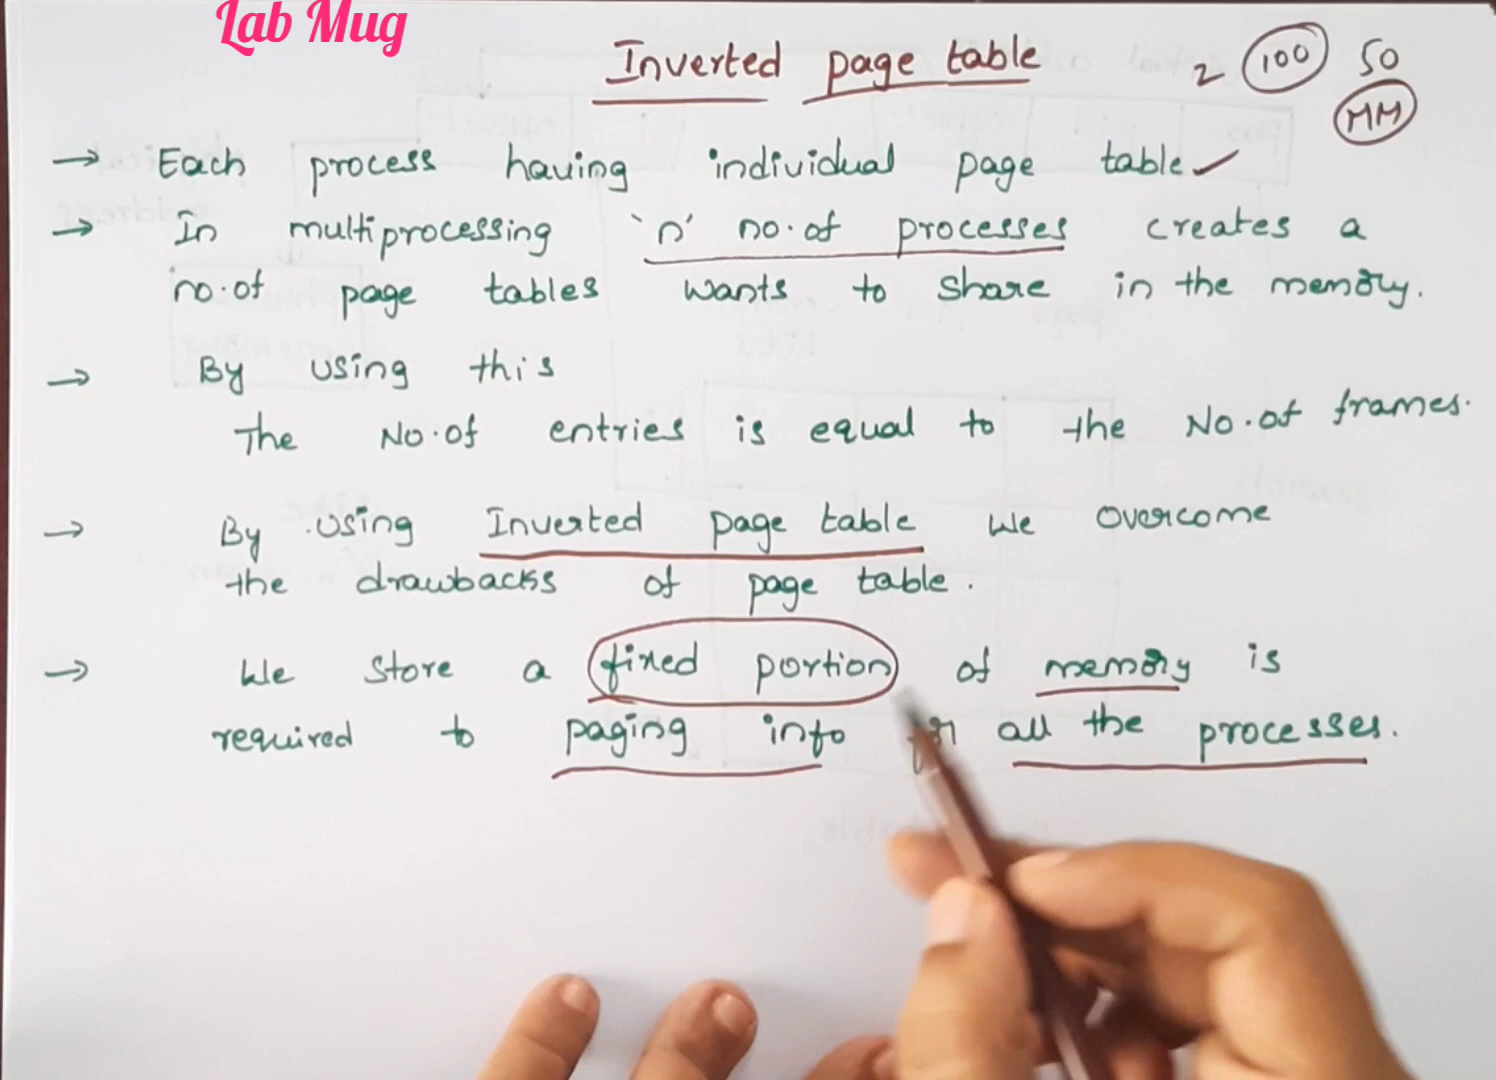 Lab Mug
Inverted page table 2 100 50
MM
→ Each process having individual page table ✓
→ In multiprocessing 'n' no.of processes creates a
no.of page tables wants to share in the memory.
→ By using this
The No.of entries is equal to the No.of frames.
→ By using Inverted page table we overcome
the drawbacks of page table.
→ We store a fixed portion of memory is
required to paging info for all the processes.